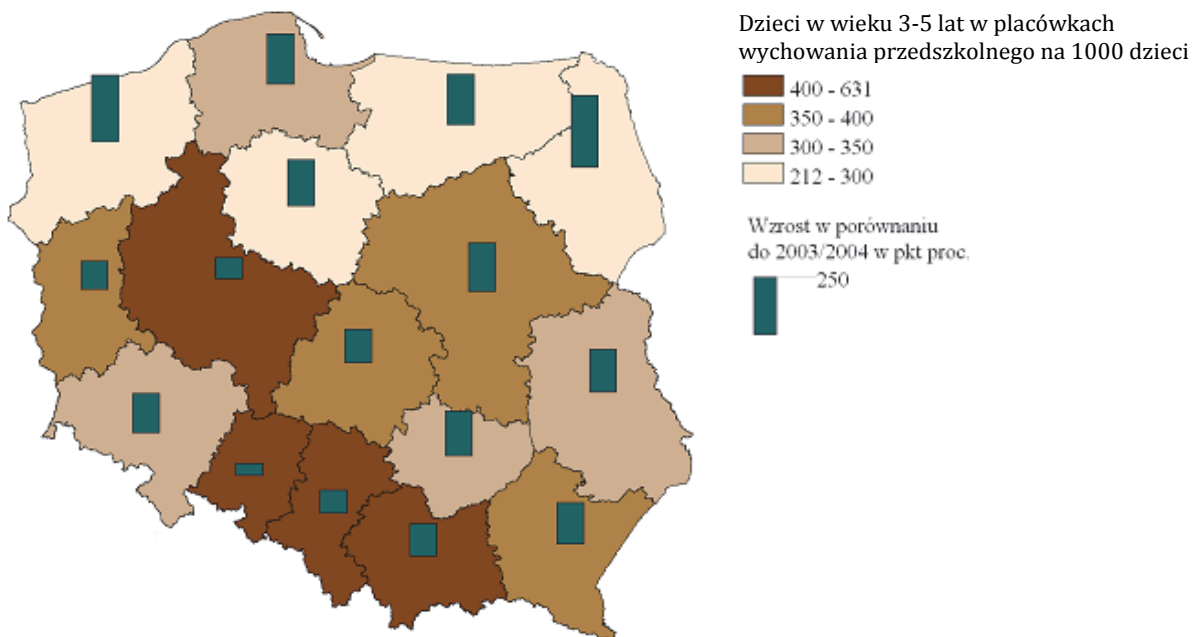 Dzieci w wieku 3-5 lat w placówkach
wychowania przedszkolnego na 1000 dzieci
400 - 631
350 - 400
300 - 350
212 - 300
Wzrost w porównaniu
do 2003/2004 w pkt proc.
250